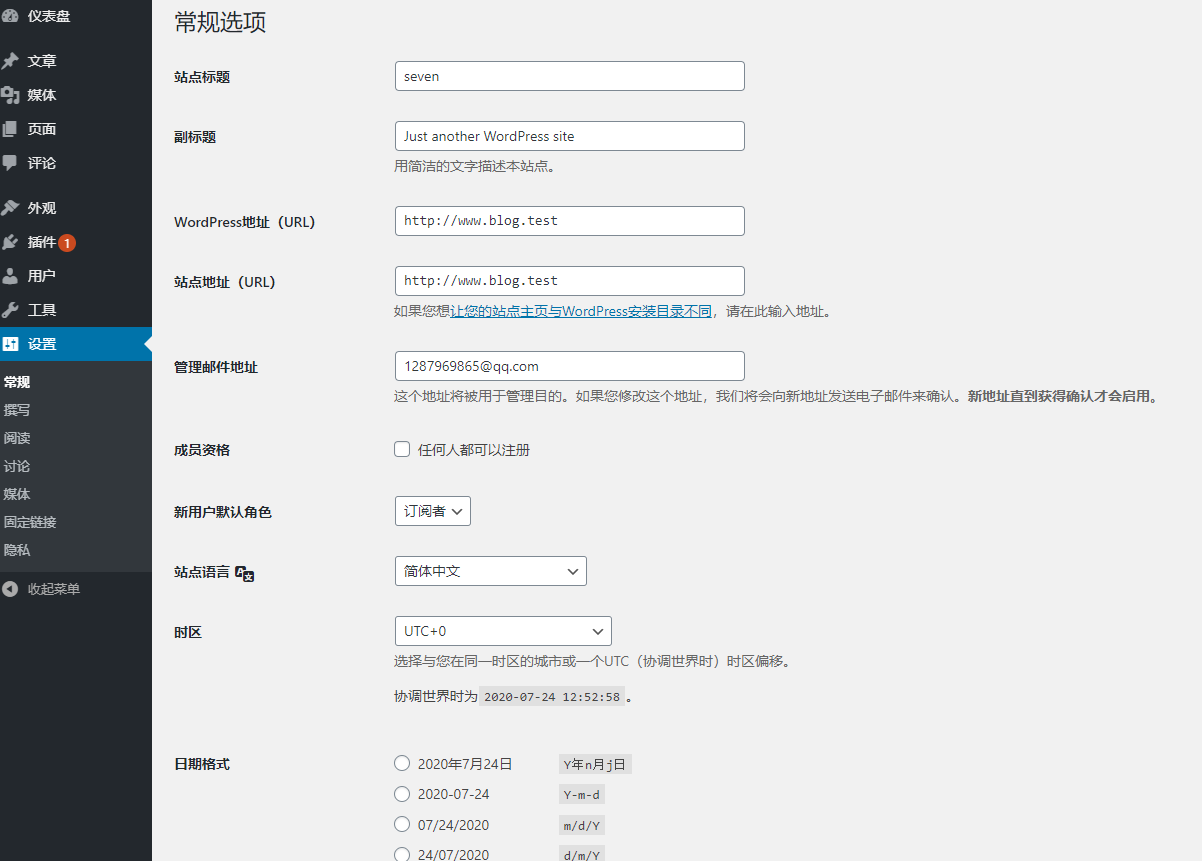 仪表盘
文章
媒体
页面
评论
外观
插件 1
用户
工具
设置
常规
撰写
阅读
讨论
媒体
固定链接
隐私
收起菜单
常规选项
站点标题
seven
副标题
Just another WordPress site
用简洁的文字描述本站点。
WordPress地址（URL）
http://www.blog.test
站点地址（URL）
http://www.blog.test
如果您想让您的站点主页与WordPress安装目录不同，请在此输入地址。
管理邮件地址
1287969865@qq.com
这个地址将被用于管理目的。如果您修改这个地址，我们将会向新地址发送电子邮件来确认。新地址直到获得确认才会启用。
成员资格
任何人都可以注册
新用户默认角色
订阅者
站点语言
简体中文
时区
UTC+0
选择与您在同一时区的城市或一个UTC（协调世界时）时区偏移。
协调世界时为 2020-07-24 12:52:58 。
日期格式
2020年7月24日 Y年n月j日
2020-07-24 Y-m-d
07/24/2020 m/d/Y
24/07/2020 d/m/Y